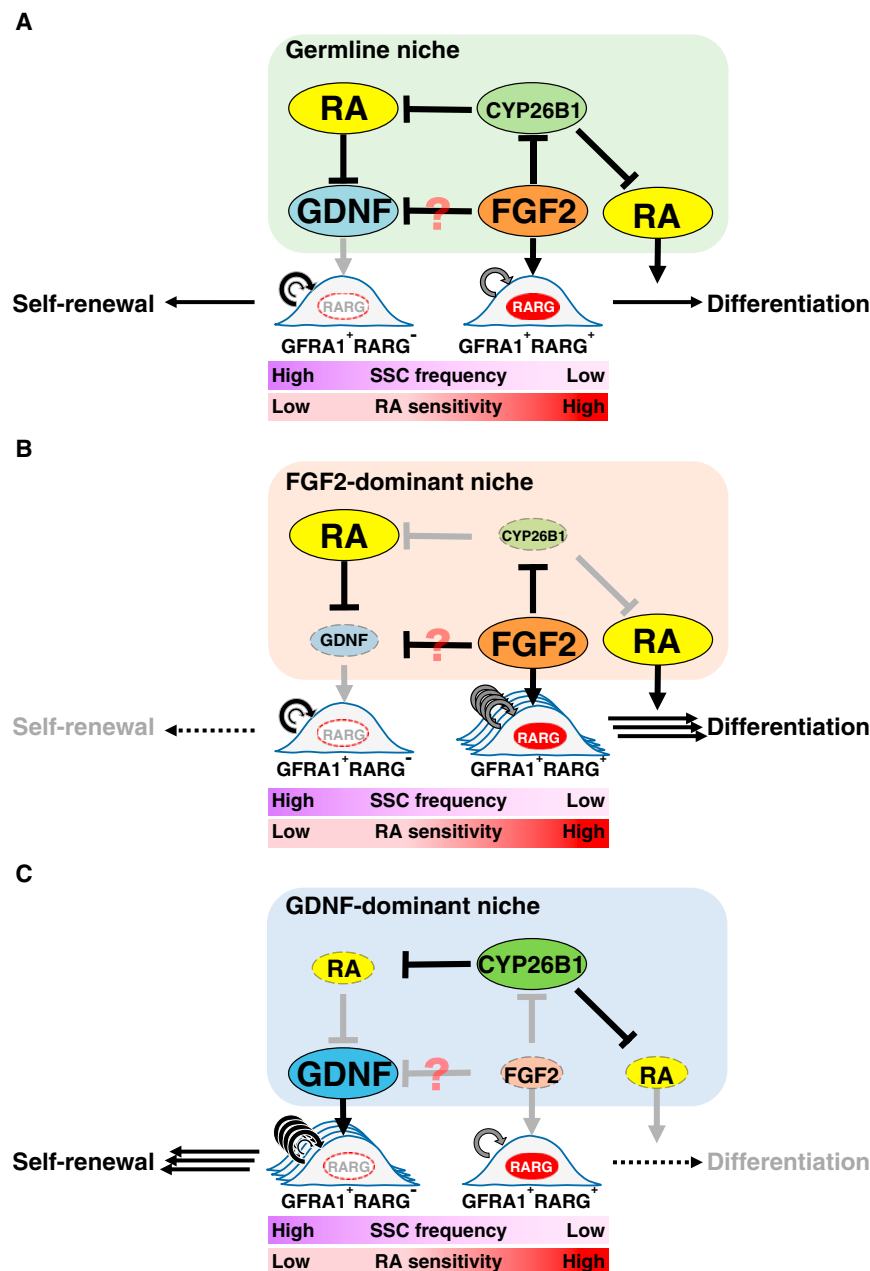 A
Germline niche
RA
CYP26B1
GDNF
?
FGF2
RA
Self-renewal
RARG
RARG
Differentiation
GFRA1⁺RARG⁻
GFRA1⁺RARG⁺
High SSC frequency Low
Low RA sensitivity High
B
FGF2-dominant niche
RA
CYP26B1
GDNF
?
FGF2
RA
Self-renewal
RARG
RARG
Differentiation
GFRA1⁺RARG⁻
GFRA1⁺RARG⁺
High SSC frequency Low
Low RA sensitivity High
C
GDNF-dominant niche
RA
CYP26B1
GDNF
?
FGF2
RA
Self-renewal
RARG
RARG
Differentiation
GFRA1⁺RARG⁻
GFRA1⁺RARG⁺
High SSC frequency Low
Low RA sensitivity High